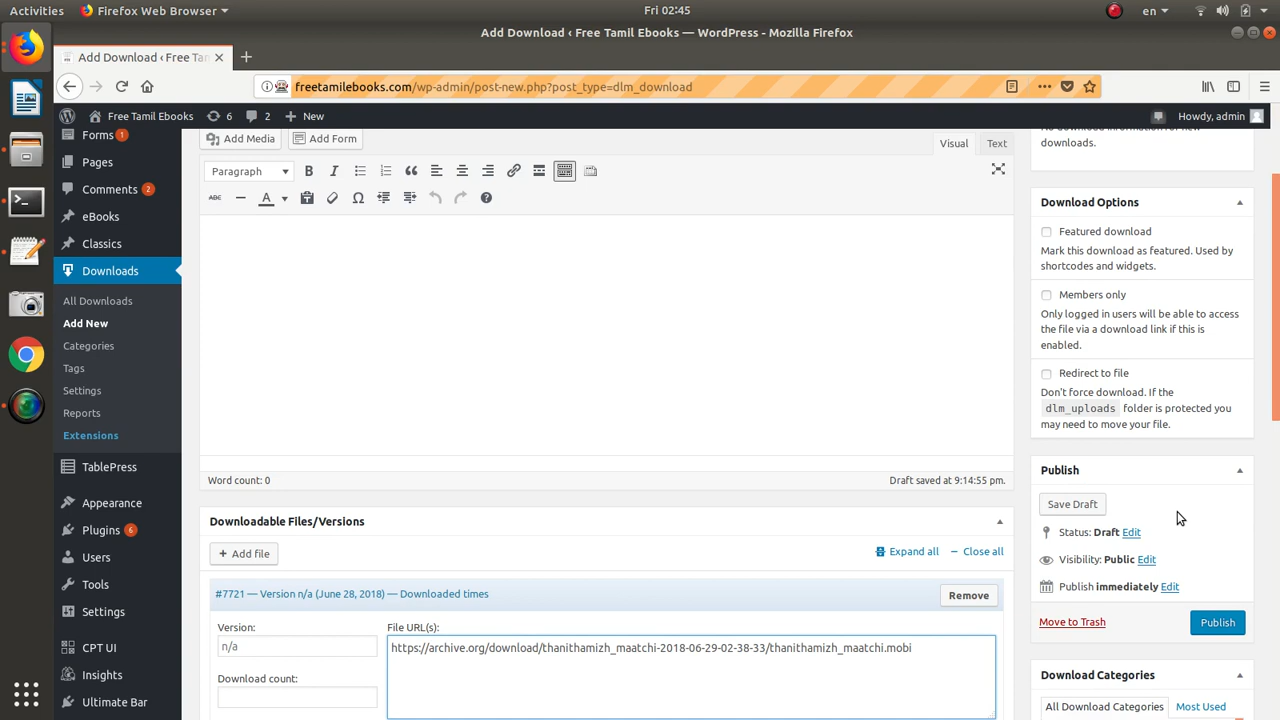 Activities
Firefox Web Browser
Fri 02:45
en
Add Download ‹ Free Tamil Ebooks — WordPress - Mozilla Firefox
Add Download ‹ Free Tam
freetamilebooks.com/wp-admin/post-new.php?post_type=dlm_download
Free Tamil Ebooks
6
2
New
Howdy, admin
Forms 1
Pages
Comments 2
eBooks
Classics
Downloads
All Downloads
Add New
Categories
Tags
Settings
Reports
Extensions
TablePress
Appearance
Plugins 6
Users
Tools
Settings
CPT UI
Insights
Ultimate Bar
Add Media
Add Form
Visual
Text
Paragraph
B
I
ABC
A
Word count: 0
Draft saved at 9:14:55 pm.
Downloadable Files/Versions
+ Add file
Expand all
Close all
#7721 — Version n/a (June 28, 2018) — Downloaded times
Remove
Version:
n/a
Download count:
File URL(s):
https://archive.org/download/thanithamizh_maatchi-2018-06-29-02-38-33/thanithamizh_maatchi.mobi
downloads.
Download Options
Featured download
Mark this download as featured. Used by
shortcodes and widgets.
Members only
Only logged in users will be able to access
the file via a download link if this is
enabled.
Redirect to file
Don't force download. If the
dlm_uploads folder is protected you
may need to move your file.
Publish
Save Draft
Status: Draft Edit
Visibility: Public Edit
Publish immediately Edit
Move to Trash
Publish
Download Categories
All Download Categories
Most Used